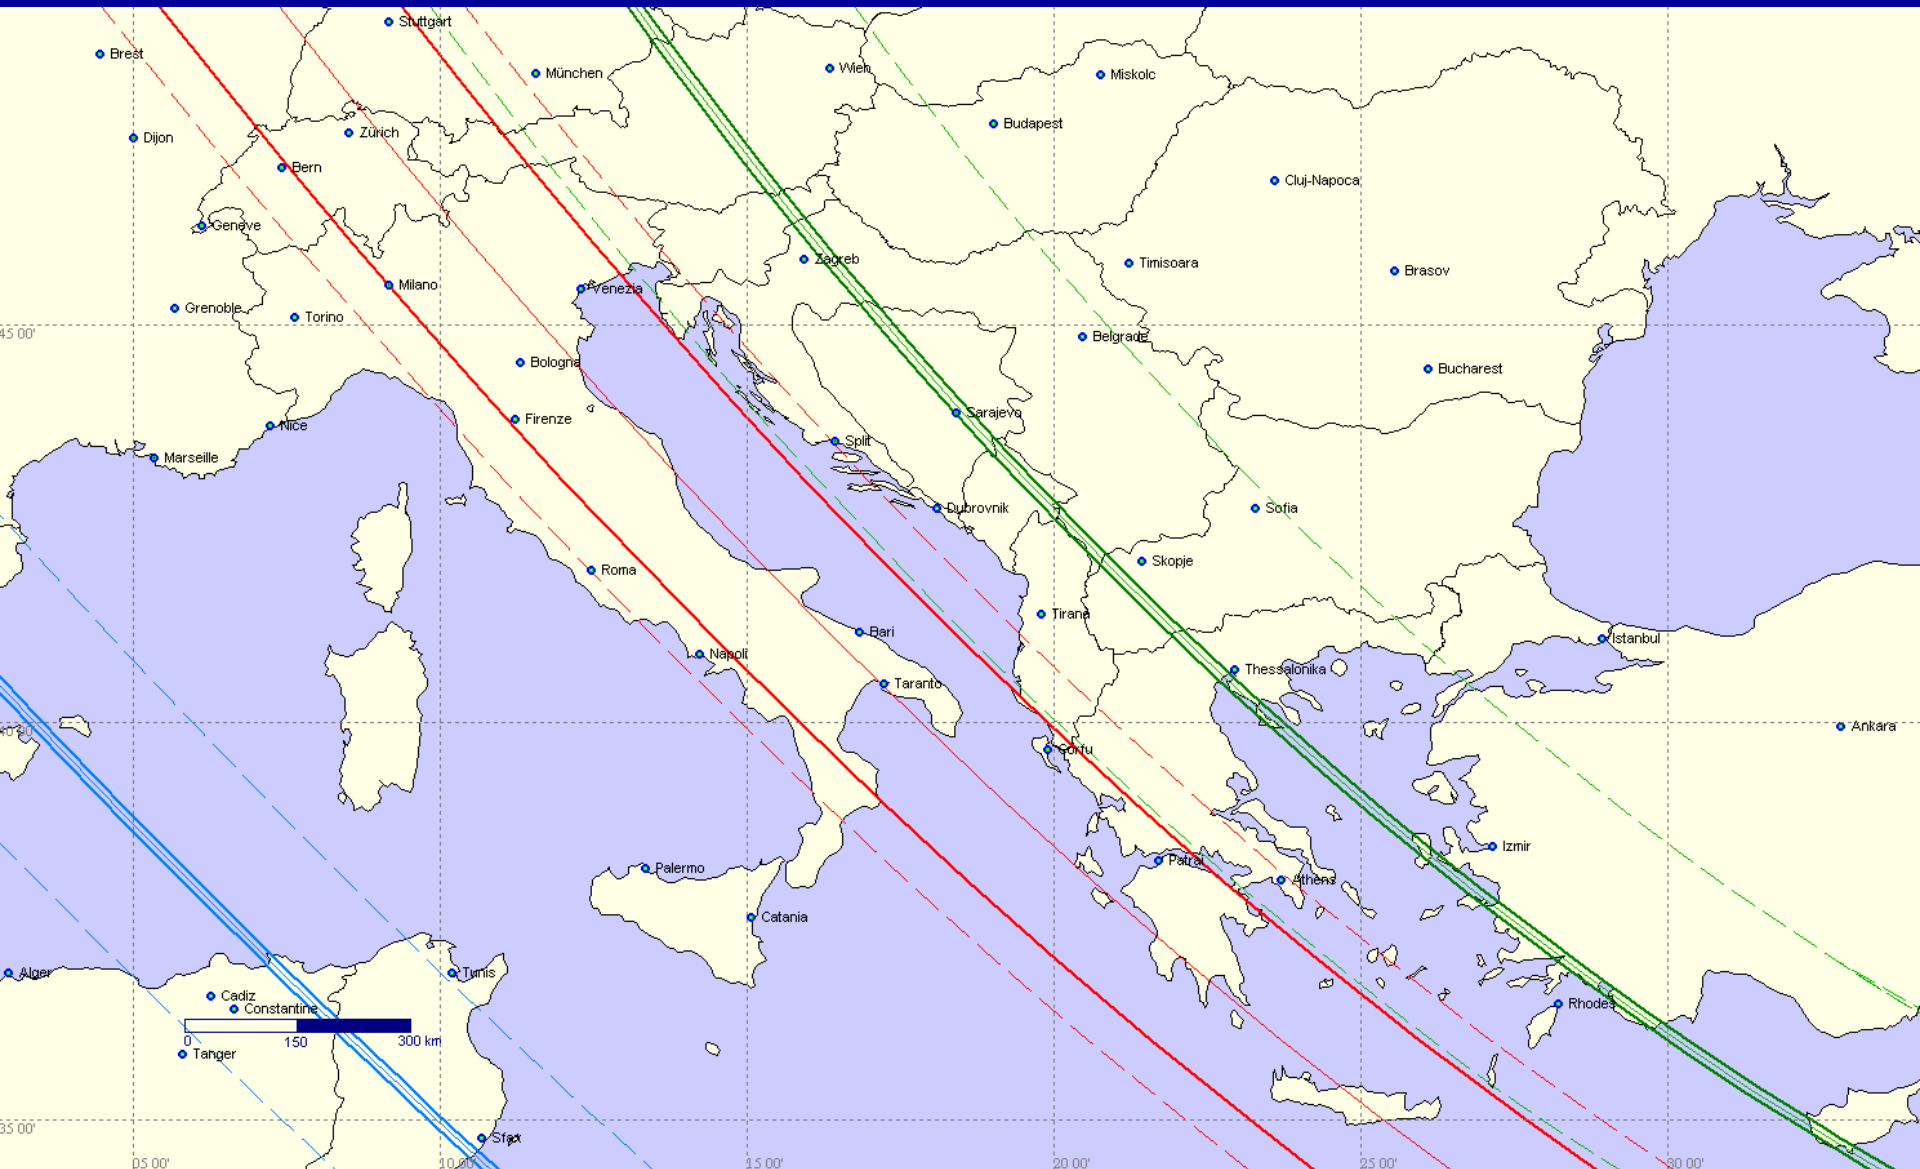 Stuttgart
Brest
München
Wien
Miskolc
Budapest
Dijon
Zürich
Bern
Cluj-Napoca
Geneve
Zagreb
Timisoara
Brasov
Milano
Venezia
Grenoble
Torino
45 00'
Belgrade
Bologna
Bucharest
Firenze
Sarajevo
Nice
Split
Marseille
Dubrovnik
Sofia
Skopje
Roma
Tirana
Bari
Istanbul
Napoli
Thessalonika
Taranto
40 00'
Ankara
Corfu
Izmir
Patrai
Palermo
Athens
Catania
Alger
Tunis
Cadiz
Constantine
Rhodes
0 150 300 km
Tanger
35 00'
Sfax
05 00' 10 00' 15 00' 20 00' 25 00' 30 00'